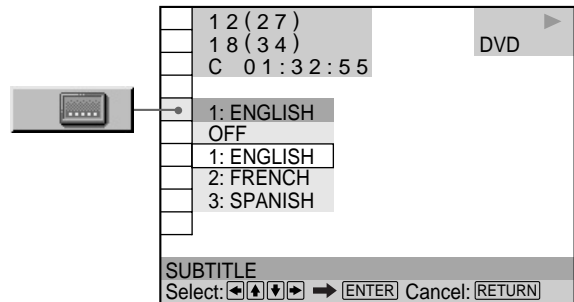 12(27)
18(34)
DVD
C 01:32:55
1: ENGLISH
OFF
1: ENGLISH
2: FRENCH
3: SPANISH
SUBTITLE
Select: ENTER Cancel: RETURN